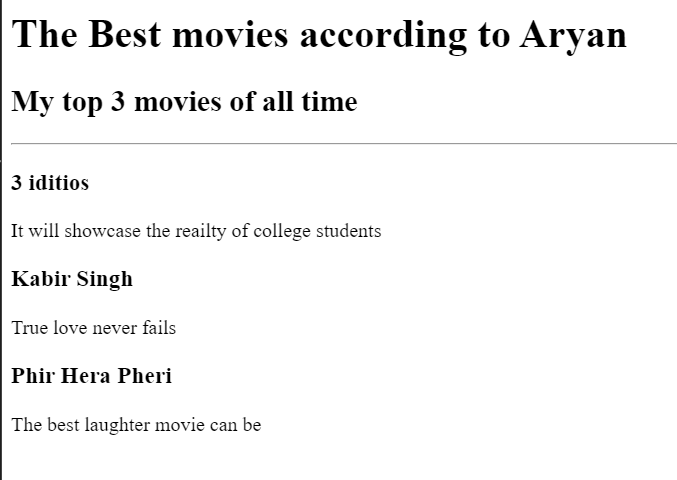 The Best movies according to Aryan
My top 3 movies of all time
3 iditios
It will showcase the reailty of college students
Kabir Singh
True love never fails
Phir Hera Pheri
The best laughter movie can be